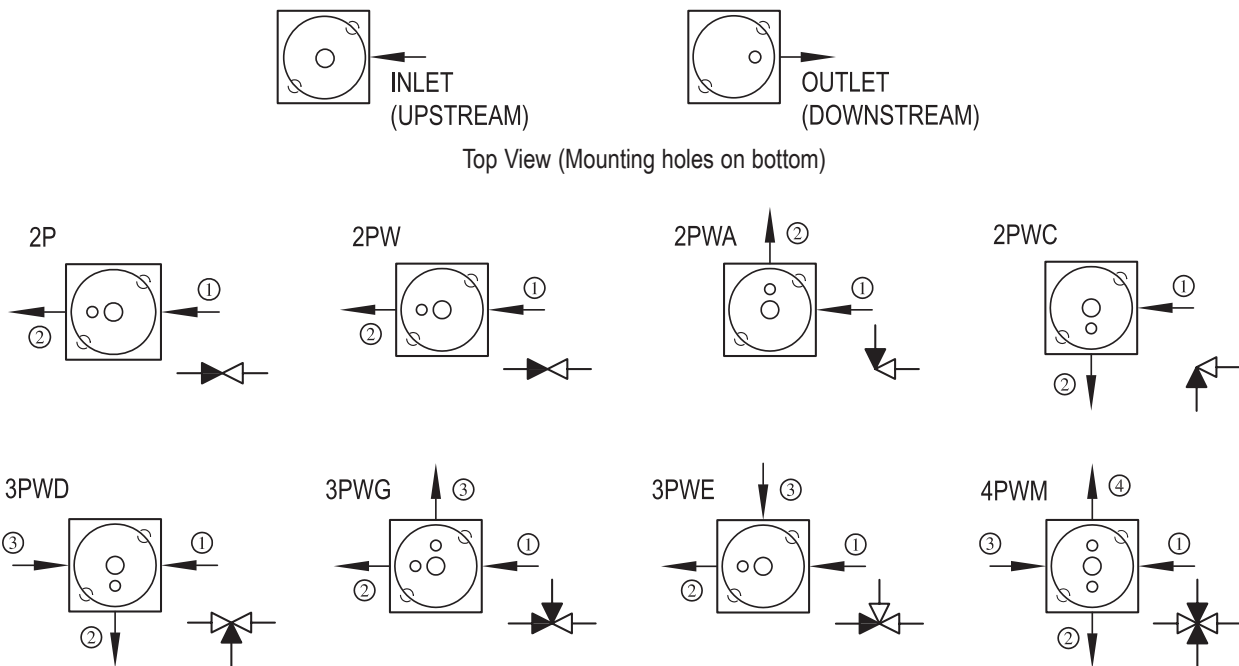 INLET
(UPSTREAM)
OUTLET
(DOWNSTREAM)
Top View (Mounting holes on bottom)
2P
①
②
2PW
①
②
2PWA
②
①
2PWC
①
②
3PWD
③
①
②
3PWG
③
①
②
3PWE
③
①
②
4PWM
④
③
①
②